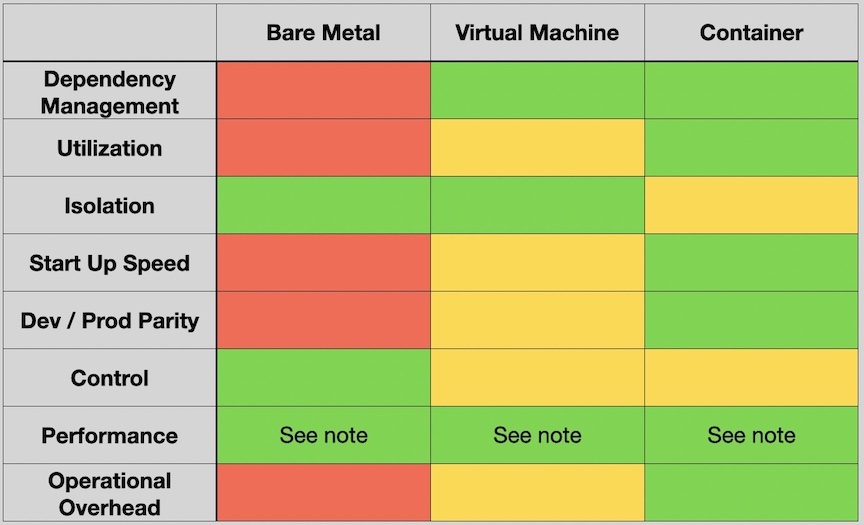 Bare Metal
Virtual Machine
Container
Dependency
Management
Utilization
Isolation
Start Up Speed
Dev / Prod Parity
Control
Performance
See note
See note
See note
Operational
Overhead